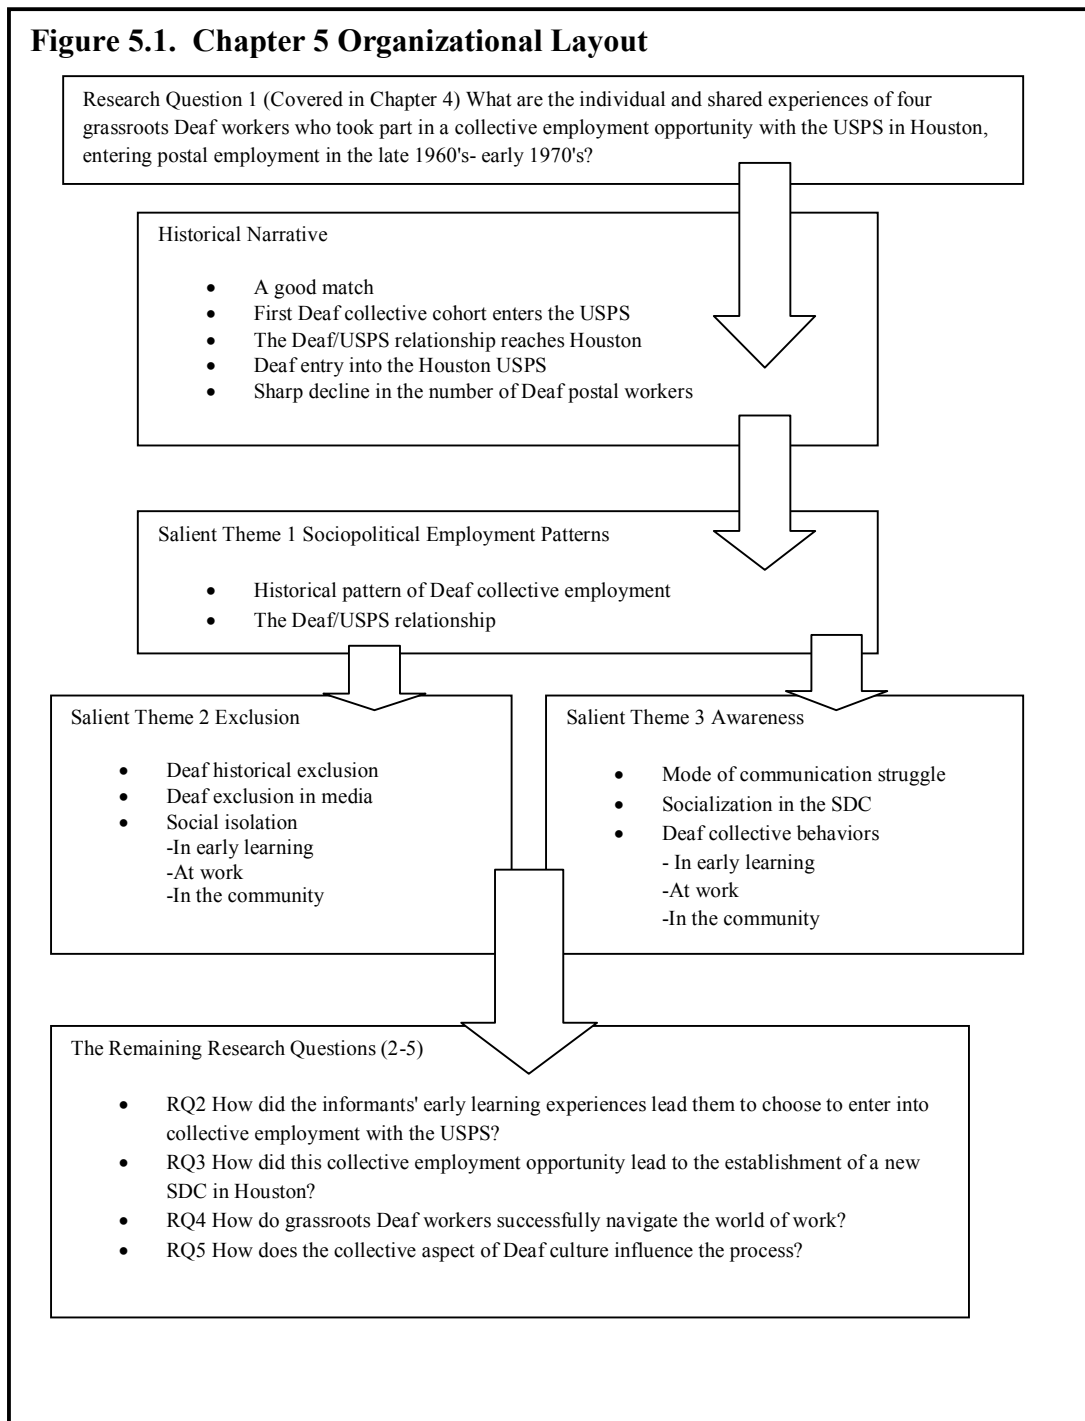 Figure 5.1. Chapter 5 Organizational Layout
Research Question 1 (Covered in Chapter 4) What are the individual and shared experiences of four
grassroots Deaf workers who took part in a collective employment opportunity with the USPS in Houston,
entering postal employment in the late 1960's- early 1970's?
Historical Narrative
• A good match
• First Deaf collective cohort enters the USPS
• The Deaf/USPS relationship reaches Houston
• Deaf entry into the Houston USPS
• Sharp decline in the number of Deaf postal workers
Salient Theme 1 Sociopolitical Employment Patterns
• Historical pattern of Deaf collective employment
• The Deaf/USPS relationship
Salient Theme 2 Exclusion
• Deaf historical exclusion
• Deaf exclusion in media
• Social isolation
-In early learning
-At work
-In the community
Salient Theme 3 Awareness
• Mode of communication struggle
• Socialization in the SDC
• Deaf collective behaviors
- In early learning
-At work
-In the community
The Remaining Research Questions (2-5)
• RQ2 How did the informants' early learning experiences lead them to choose to enter into
collective employment with the USPS?
• RQ3 How did this collective employment opportunity lead to the establishment of a new
SDC in Houston?
• RQ4 How do grassroots Deaf workers successfully navigate the world of work?
• RQ5 How does the collective aspect of Deaf culture influence the process?